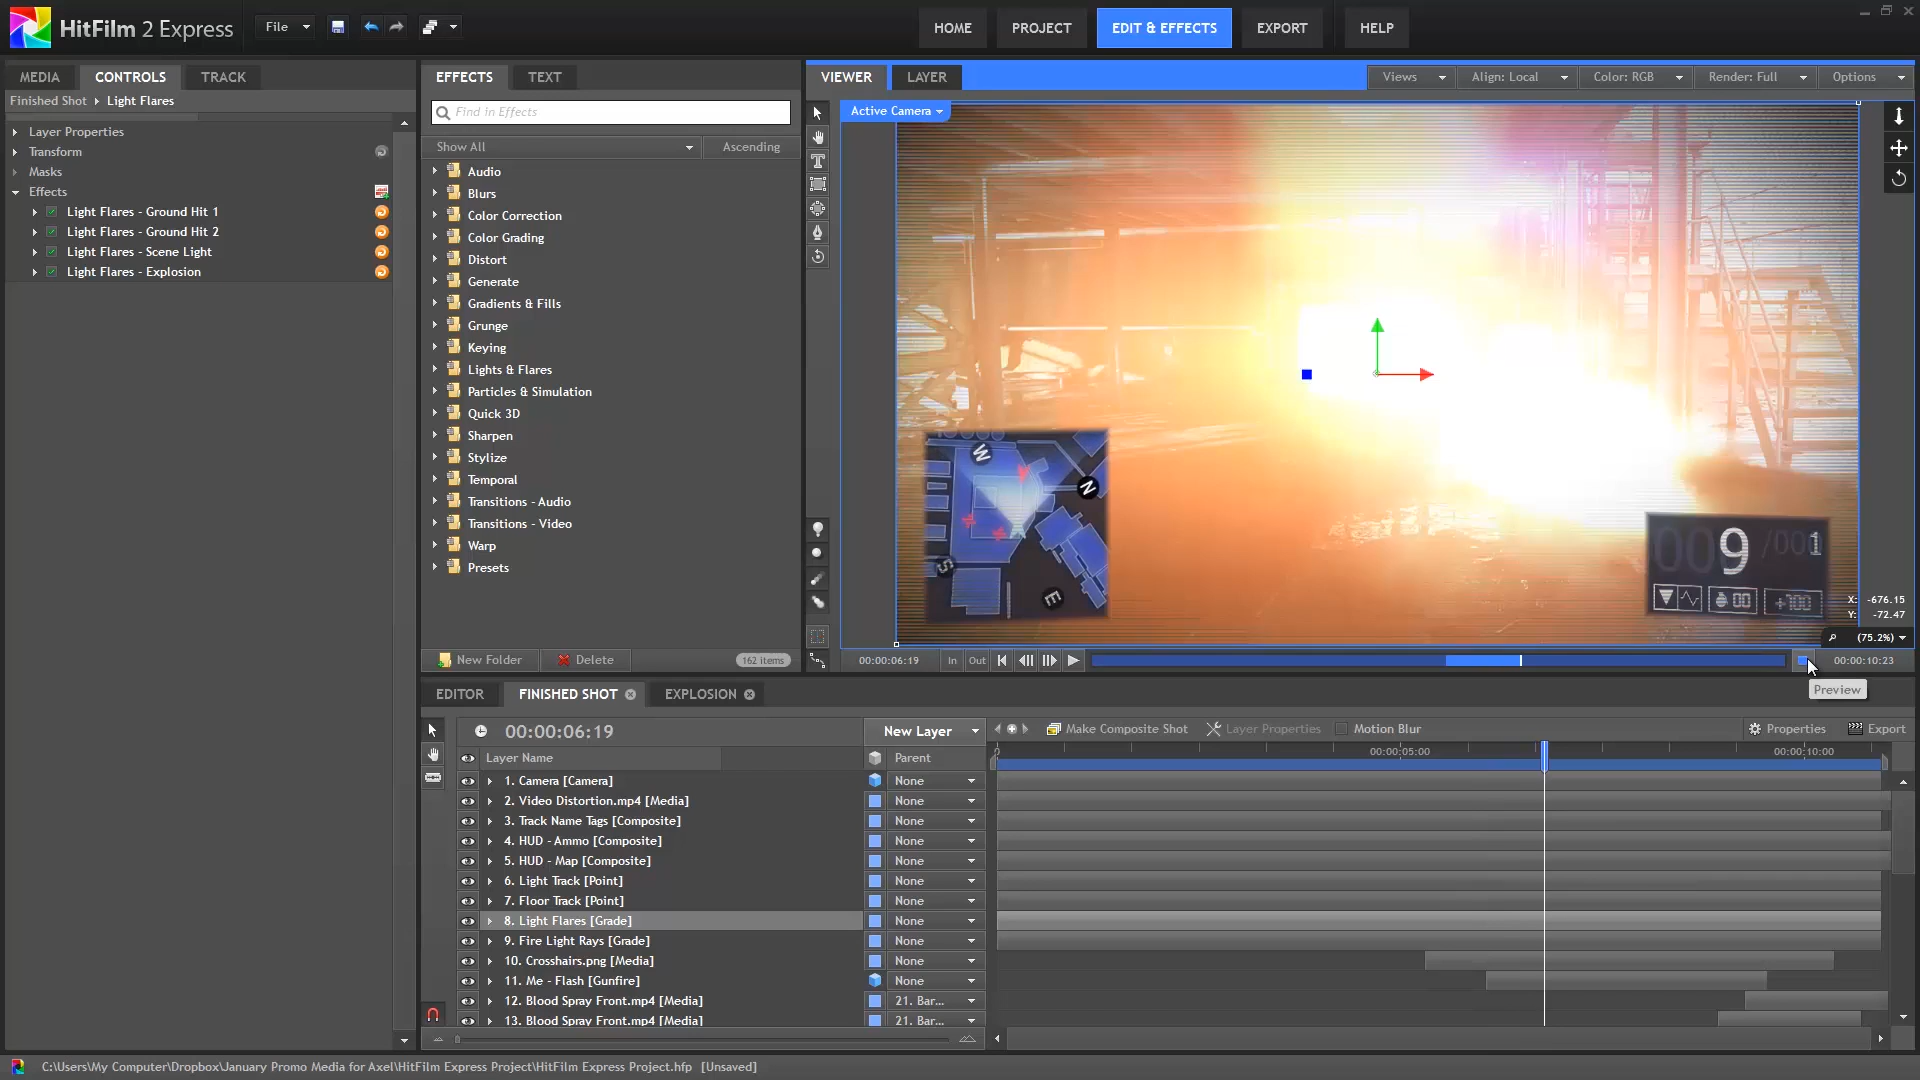 HitFilm 2 Express
File
HOME
PROJECT
EDIT & EFFECTS
EXPORT
HELP
MEDIA
CONTROLS
TRACK
Finished Shot
Light Flares
Layer Properties
Transform
Masks
Effects
Light Flares - Ground Hit 1
Light Flares - Ground Hit 2
Light Flares - Scene Light
Light Flares - Explosion
EFFECTS
TEXT
Find in Effects
Show All
Ascending
Audio
Blurs
Color Correction
Color Grading
Distort
Generate
Gradients & Fills
Grunge
Keying
Lights & Flares
Particles & Simulation
Quick 3D
Sharpen
Stylize
Temporal
Transitions - Audio
Transitions - Video
Warp
Presets
New Folder
Delete
162 items
VIEWER
LAYER
Views
Align: Local
Color: RGB
Render: Full
Options
Active Camera
W
N
S
E
009 /000
00
+100
X: -676.15
Y: -72.47
(75.2%)
00:00:06:19
In
Out
00:00:10:23
Preview
EDITOR
FINISHED SHOT
EXPLOSION
00:00:06:19
New Layer
Make Composite Shot
Layer Properties
Motion Blur
Properties
Export
Layer Name
Parent
0
00:00:05:00
00:00:10:00
1. Camera [Camera]
None
2. Video Distortion.mp4 [Media]
None
3. Track Name Tags [Composite]
None
4. HUD - Ammo [Composite]
None
5. HUD - Map [Composite]
None
6. Light Track [Point]
None
7. Floor Track [Point]
None
8. Light Flares [Grade]
None
9. Fire Light Rays [Grade]
None
10. Crosshairs.png [Media]
None
11. Me - Flash [Gunfire]
None
12. Blood Spray Front.mp4 [Media]
21. Bar...
13. Blood Spray Front.mp4 [Media]
21. Bar...
C:\Users\My Computer\Dropbox\January Promo Media for Axel\HitFilm Express Project\HitFilm Express Project.hfp [Unsaved]